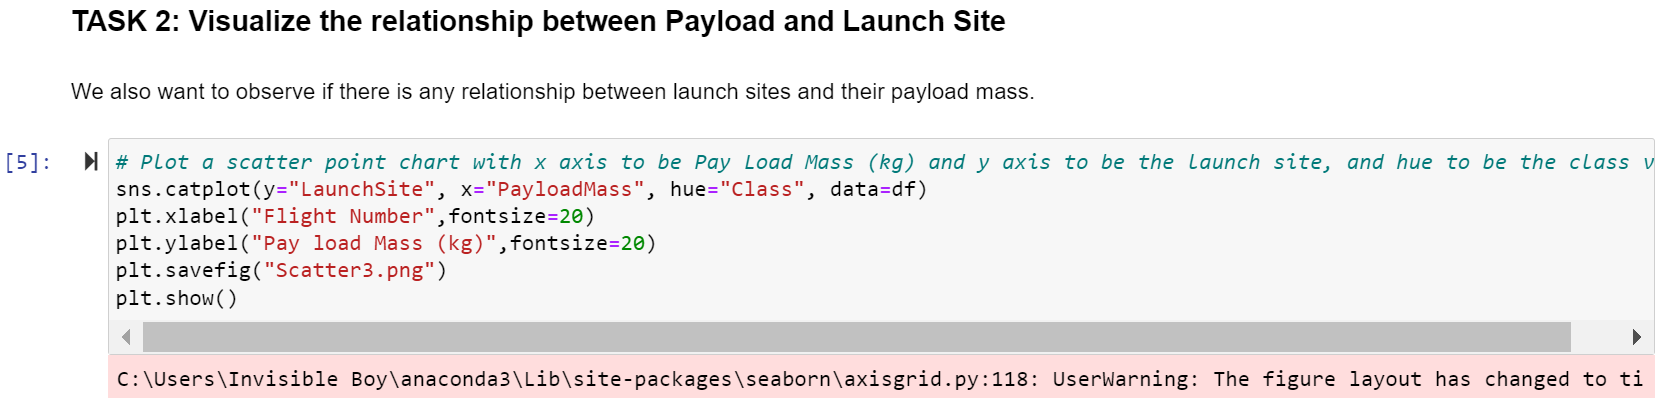 TASK 2: Visualize the relationship between Payload and Launch Site
We also want to observe if there is any relationship between launch sites and their payload mass.
[5]:
# Plot a scatter point chart with x axis to be Pay Load Mass (kg) and y axis to be the launch site, and hue to be the class v
sns.catplot(y="LaunchSite", x="PayloadMass", hue="Class", data=df)
plt.xlabel("Flight Number",fontsize=20)
plt.ylabel("Pay load Mass (kg)",fontsize=20)
plt.savefig("Scatter3.png")
plt.show()
C:\Users\Invisible Boy\anaconda3\Lib\site-packages\seaborn\axisgrid.py:118: UserWarning: The figure layout has changed to ti